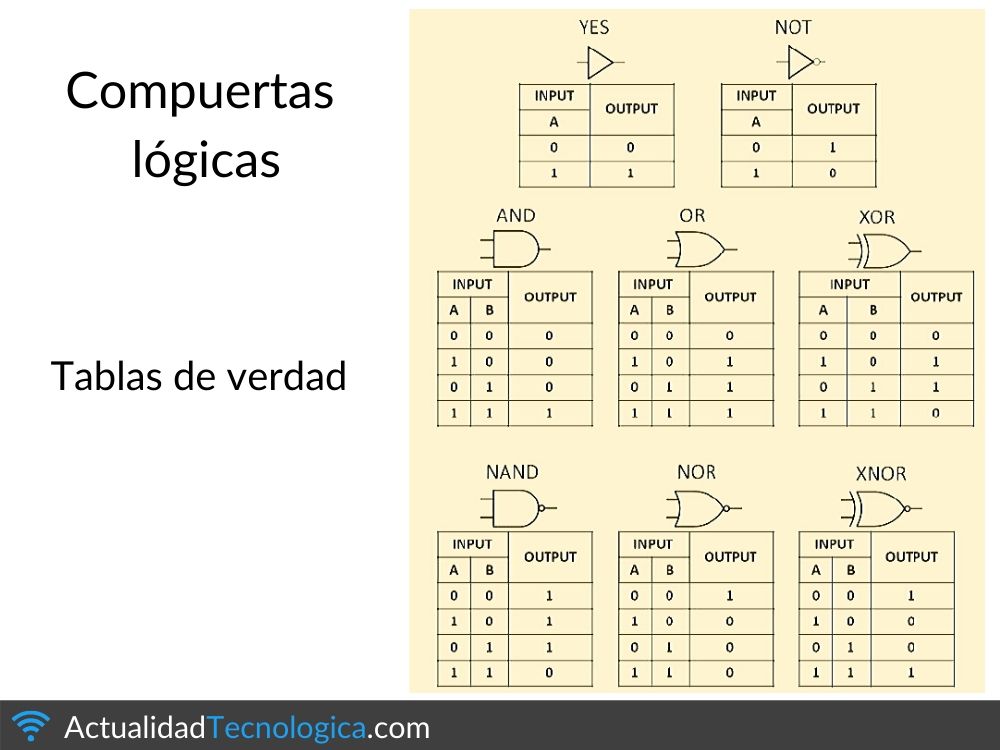 Compuertas
lógicas
Tablas de verdad
YES NOT
INPUT OUTPUT INPUT OUTPUT
A A
0 0 0 1
1 1 1 0
AND OR XOR
INPUT OUTPUT INPUT OUTPUT INPUT OUTPUT
A B A B A B
0 0 0 0 0 0 0 0 0
1 0 0 1 0 1 1 0 1
0 1 0 0 1 1 0 1 1
1 1 1 1 1 1 1 1 0
NAND NOR XNOR
INPUT OUTPUT INPUT OUTPUT INPUT OUTPUT
A B A B A B
0 0 1 0 0 1 0 0 1
1 0 1 1 0 0 1 0 0
0 1 1 0 1 0 0 1 0
1 1 0 1 1 0 1 1 1
ActualidadTecnologica.com